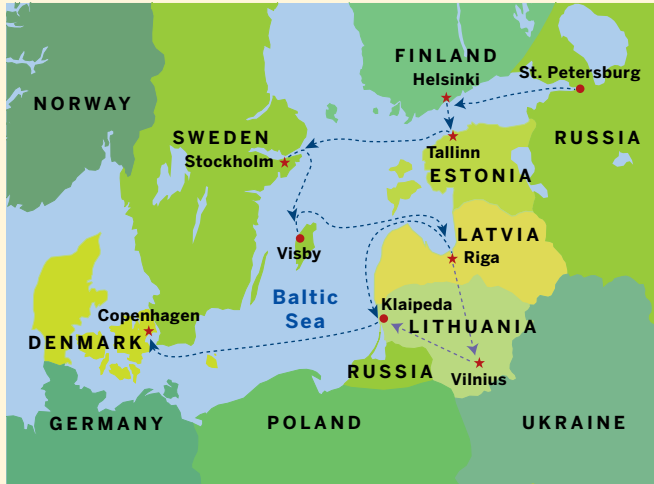 FINLAND
Helsinki
St. Petersburg
NORWAY
SWEDEN
Stockholm
Tallinn
RUSSIA
ESTONIA
LATVIA
Visby
Riga
Baltic
Sea
Copenhagen
Klaipeda
DENMARK
LITHUANIA
RUSSIA
Vilnius
GERMANY
POLAND
UKRAINE